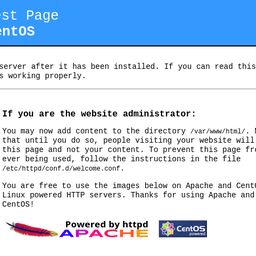 est Page
entOS
server after it has been installed. If you can read this
s working properly.
If you are the website administrator:
You may now add content to the directory /var/www/html/.
that until you do so, people visiting your website will
this page and not your content. To prevent this page fr
ever being used, follow the instructions in the file
/etc/httpd/conf.d/welcome.conf.
You are free to use the images below on Apache and Cent
Linux powered HTTP servers. Thanks for using Apache and
CentOS!
Powered by httpd
APACHE
CentOS